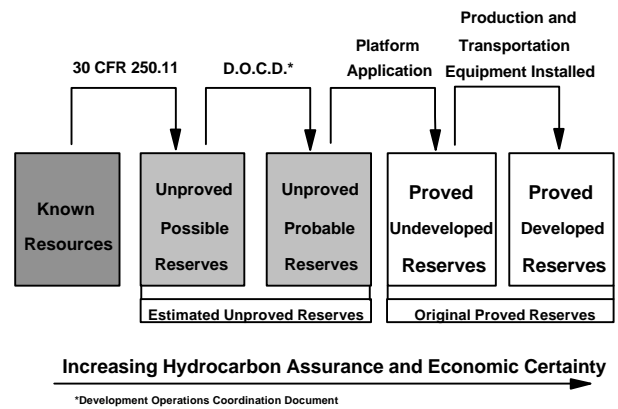 30 CFR 250.11
D.O.C.D.*
Platform
Application
Production and
Transportation
Equipment Installed
Known
Resources
Unproved
Possible
Reserves
Unproved
Probable
Reserves
Proved
Undeveloped
Reserves
Proved
Developed
Reserves
Estimated Unproved Reserves
Original Proved Reserves
Increasing Hydrocarbon Assurance and Economic Certainty
*Development Operations Coordination Document